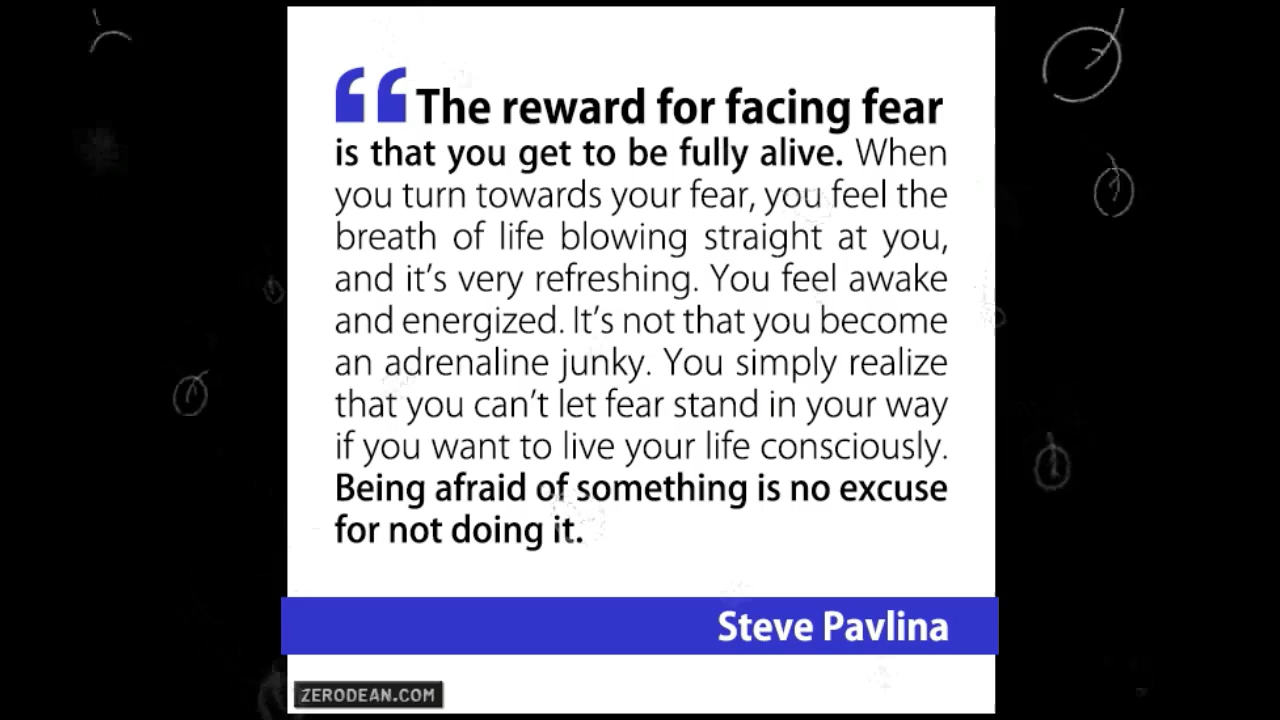 “The reward for facing fear
is that you get to be fully alive. When
you turn towards your fear, you feel the
breath of life blowing straight at you,
and it’s very refreshing. You feel awake
and energized. It’s not that you become
an adrenaline junky. You simply realize
that you can’t let fear stand in your way
if you want to live your life consciously.
Being afraid of something is no excuse
for not doing it.
Steve Pavlina
ZERODEAN.COM